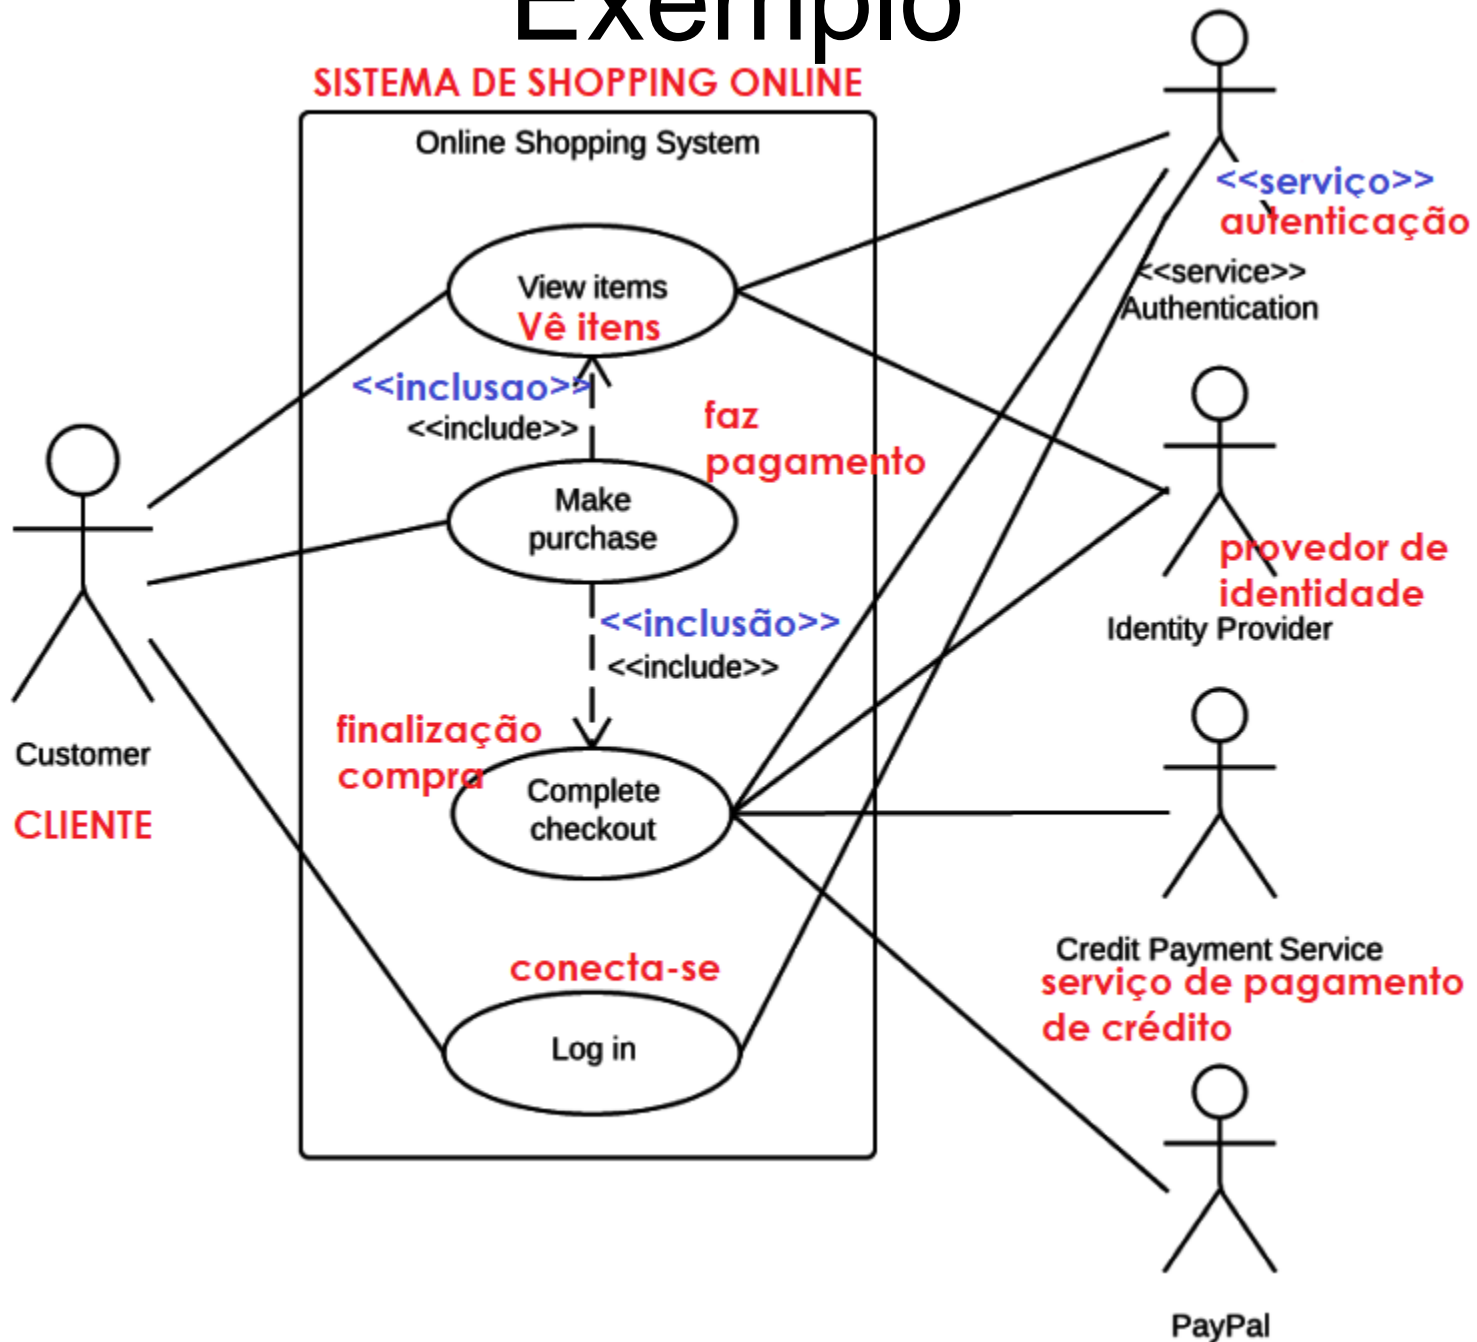 Exemplo
SISTEMA DE SHOPPING ONLINE
Online Shopping System
<<serviço>>
autenticação
<<service>>
Authentication
View items
Vê itens
<<inclusao>>
<<include>>
faz
pagamento
Make
purchase
provedor de
identidade
Identity Provider
<<inclusão>>
<<include>>
finalização
compra
Customer
CLIENTE
Complete
checkout
Credit Payment Service
serviço de pagamento
de crédito
conecta-se
Log in
PayPal